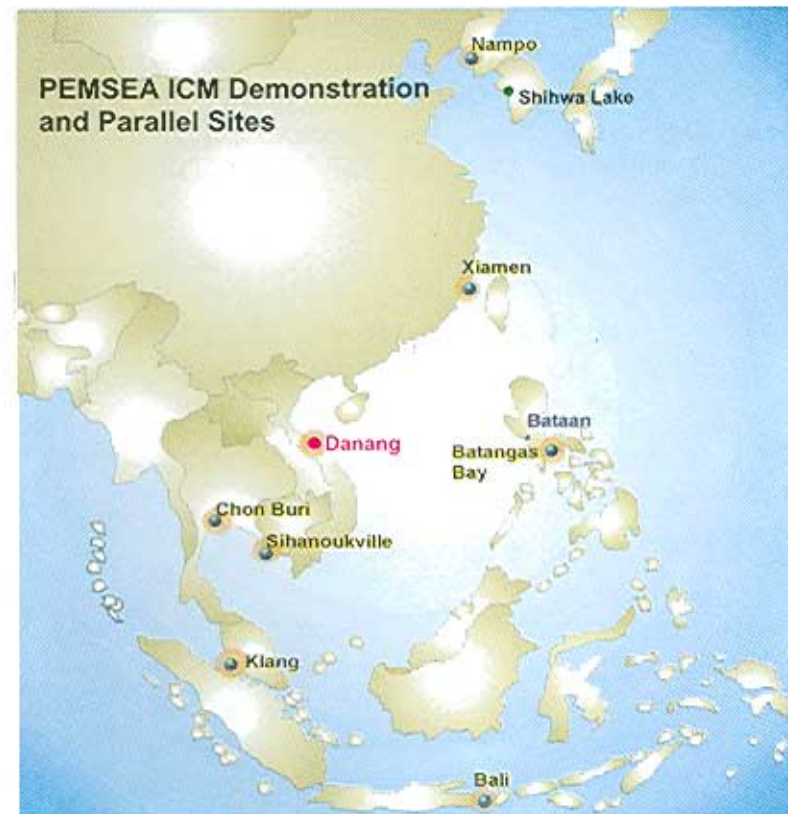 PEMSEA ICM Demonstration
and Parallel Sites
Nampo
Shihwa Lake
Xiamen
Bataan
Danang
Batangas
Bay
Chon Buri
Sihanoukville
Klang
Bali